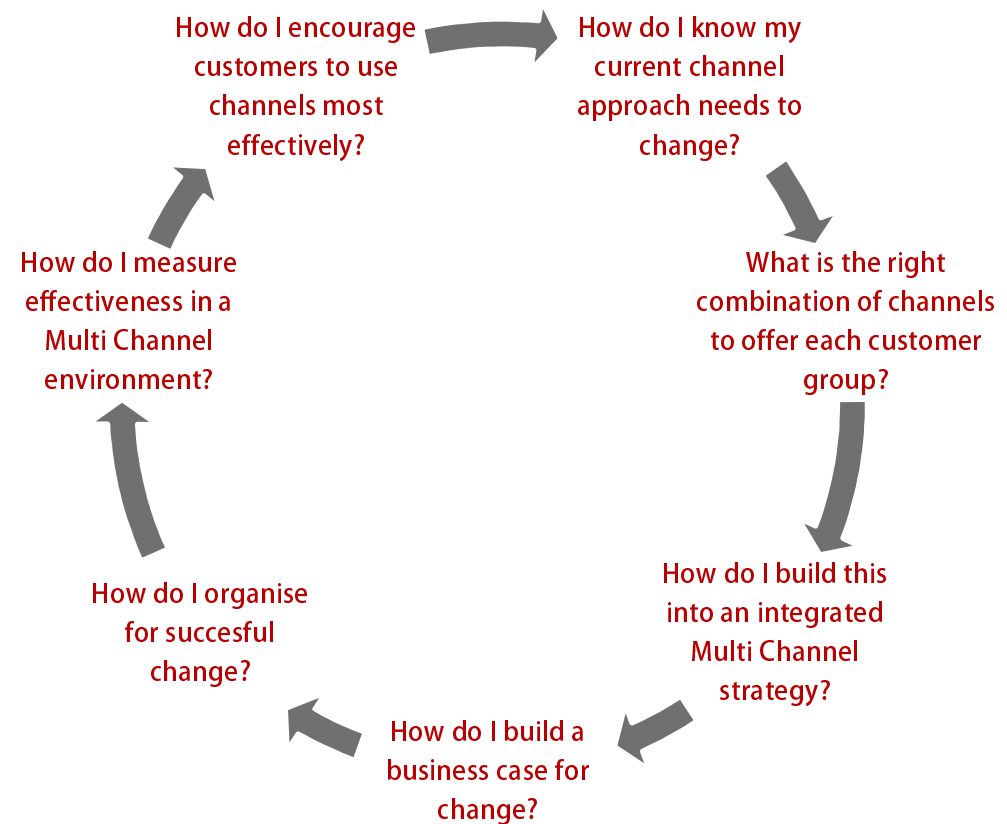 How do I encourage
customers to use
channels most
effectively?
How do I know my
current channel
approach needs to
change?
What is the right
combination of channels
to offer each customer
group?
How do I build this
into an integrated
Multi Channel
strategy?
How do I build a
business case for
change?
How do I organise
for succesful
change?
How do I measure
effectiveness in a
Multi Channel
environment?